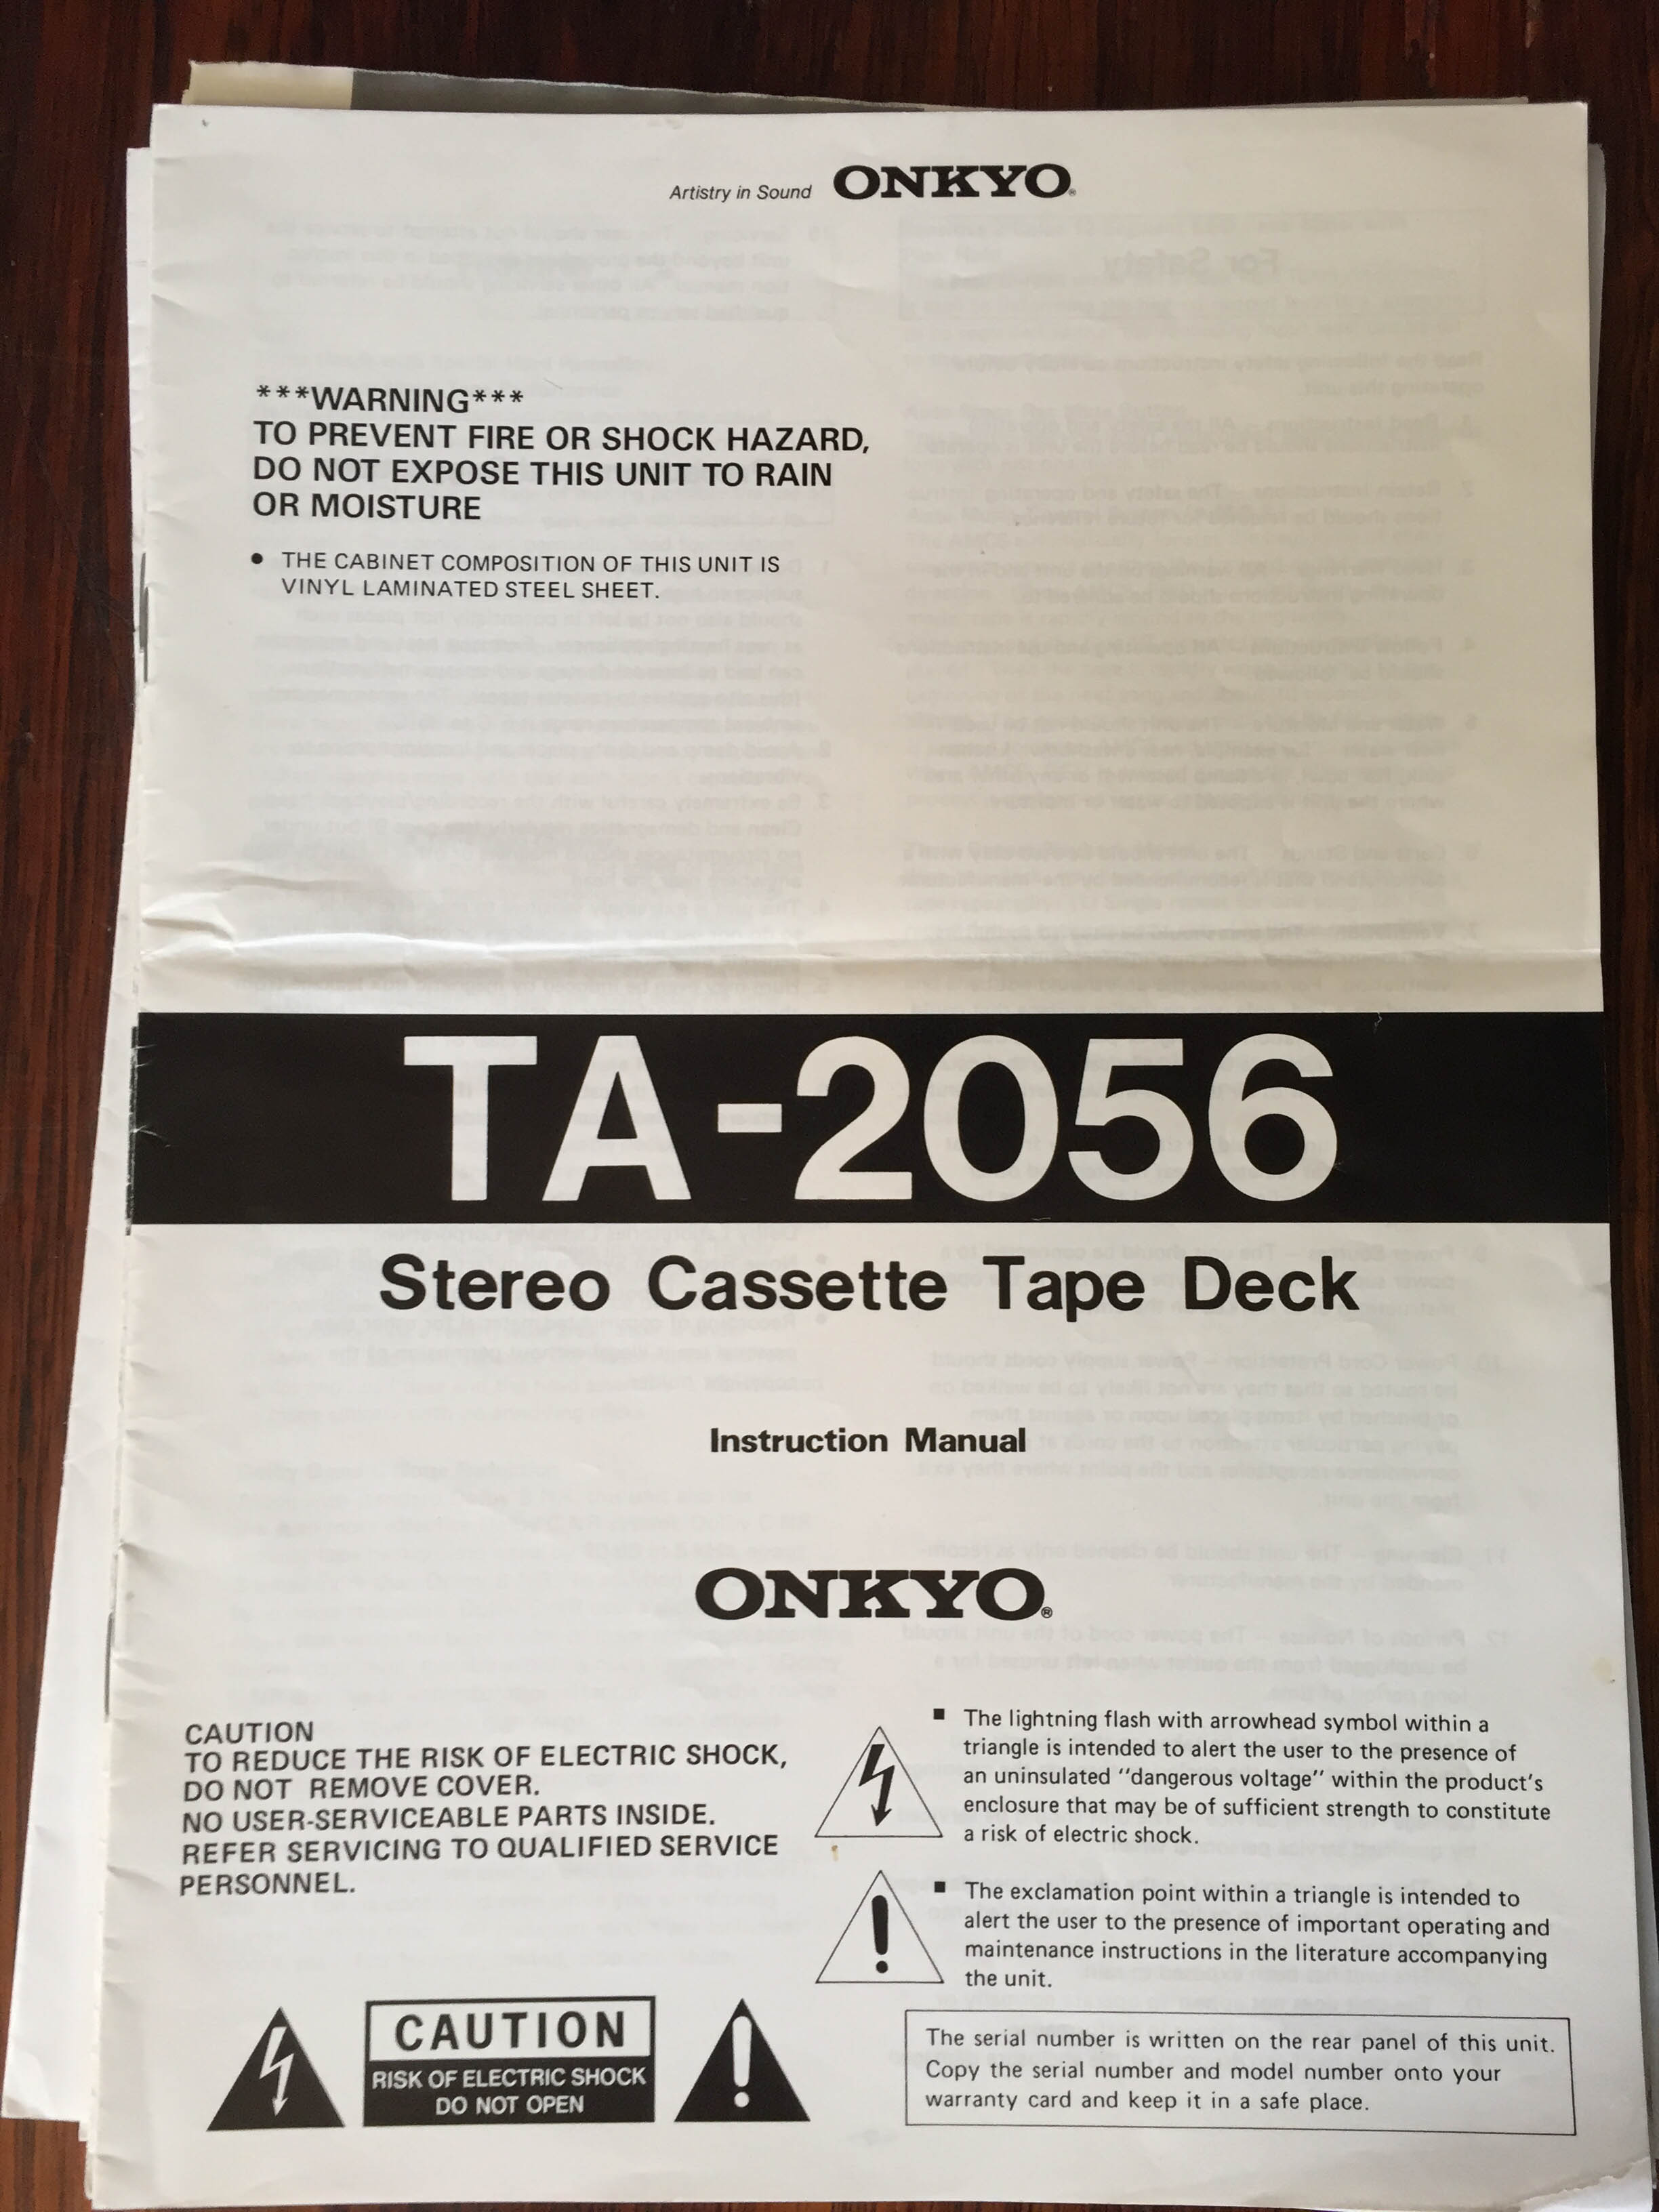 Artistry in Sound ONKYO®
***WARNING***
TO PREVENT FIRE OR SHOCK HAZARD,
DO NOT EXPOSE THIS UNIT TO RAIN
OR MOISTURE
● THE CABINET COMPOSITION OF THIS UNIT IS
VINYL LAMINATED STEEL SHEET.
TA-2056
Stereo Cassette Tape Deck
Instruction Manual
ONKYO®
CAUTION
TO REDUCE THE RISK OF ELECTRIC SHOCK,
DO NOT REMOVE COVER.
NO USER-SERVICEABLE PARTS INSIDE.
REFER SERVICING TO QUALIFIED SERVICE
PERSONNEL.
■ The lightning flash with arrowhead symbol within a
triangle is intended to alert the user to the presence of
an uninsulated "dangerous voltage" within the product's
enclosure that may be of sufficient strength to constitute
a risk of electric shock.
■ The exclamation point within a triangle is intended to
alert the user to the presence of important operating and
maintenance instructions in the literature accompanying
the unit.
CAUTION
RISK OF ELECTRIC SHOCK
DO NOT OPEN
The serial number is written on the rear panel of this unit.
Copy the serial number and model number onto your
warranty card and keep it in a safe place.